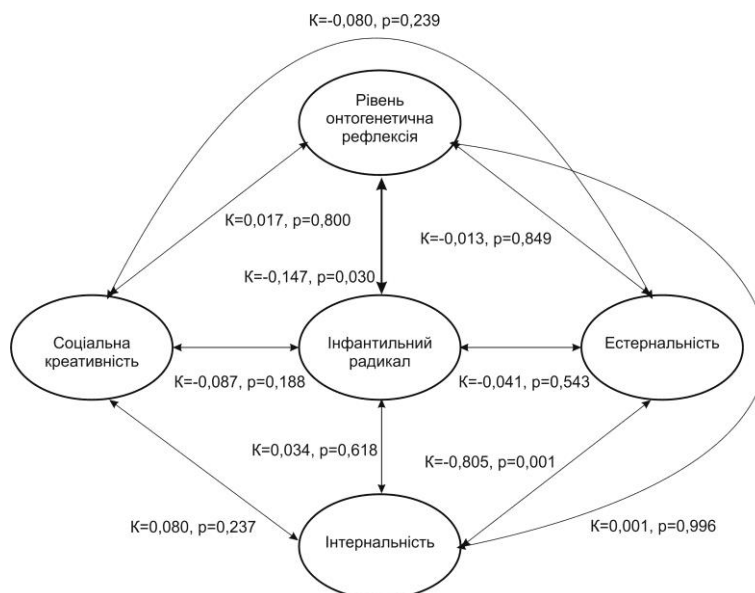 К=-0,080, р=0,239
Рівень
онтогенетична
рефлексія
К=0,017, р=0,800
К=-0,013, р=0,849
К=-0,147, р=0,030
Соціальна
креативність
Інфантильний
радикал
Естернальність
К=-0,087, р=0,188
К=-0,041, р=0,543
К=0,034, р=0,618
К=-0,805, р=0,001
К=0,080, р=0,237
Інтернальність
К=0,001, р=0,996